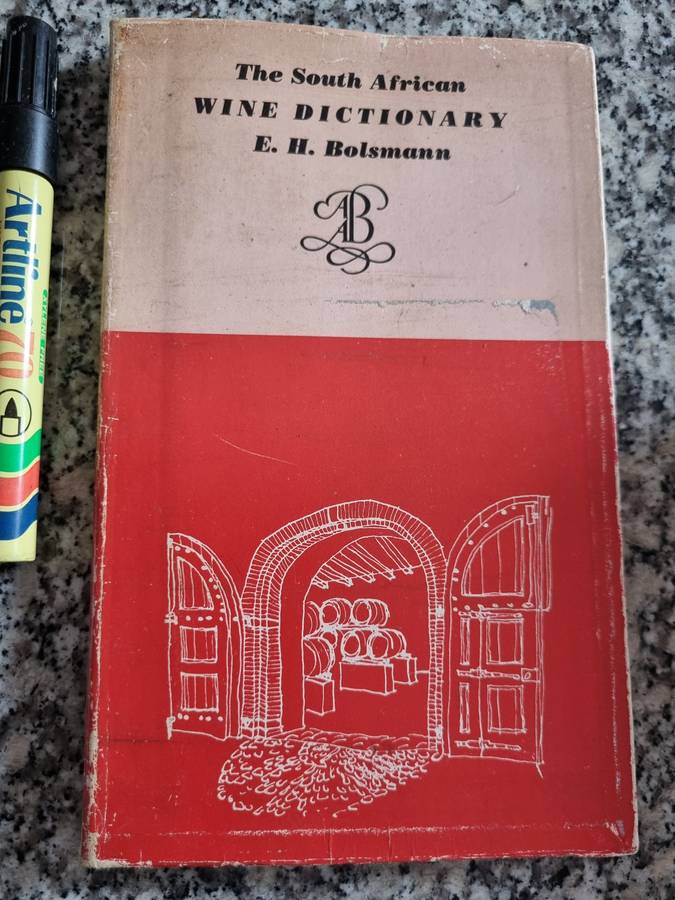 The South African
WINE DICTIONARY
E. H. Bolsmann
AB
Artline 70